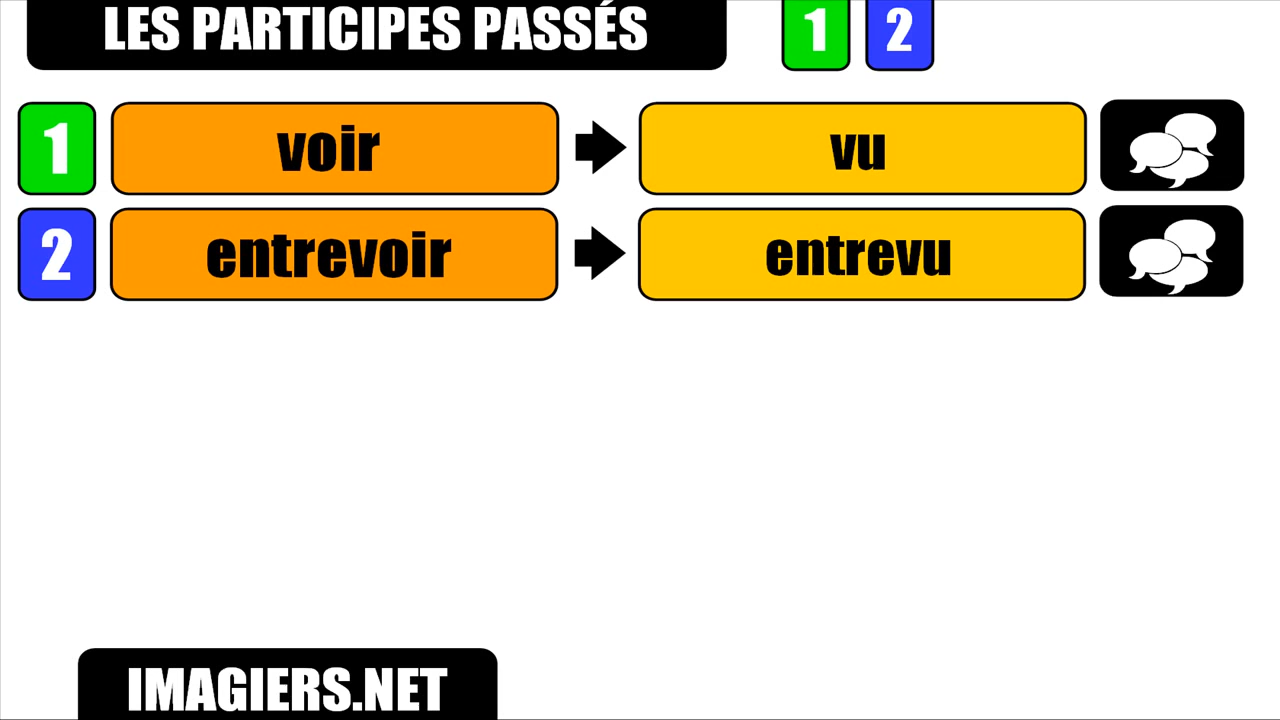 LES PARTICIPES PASSÉS 1 2
1 voir vu
2 entrevoir entrevu
IMAGIERS.NET